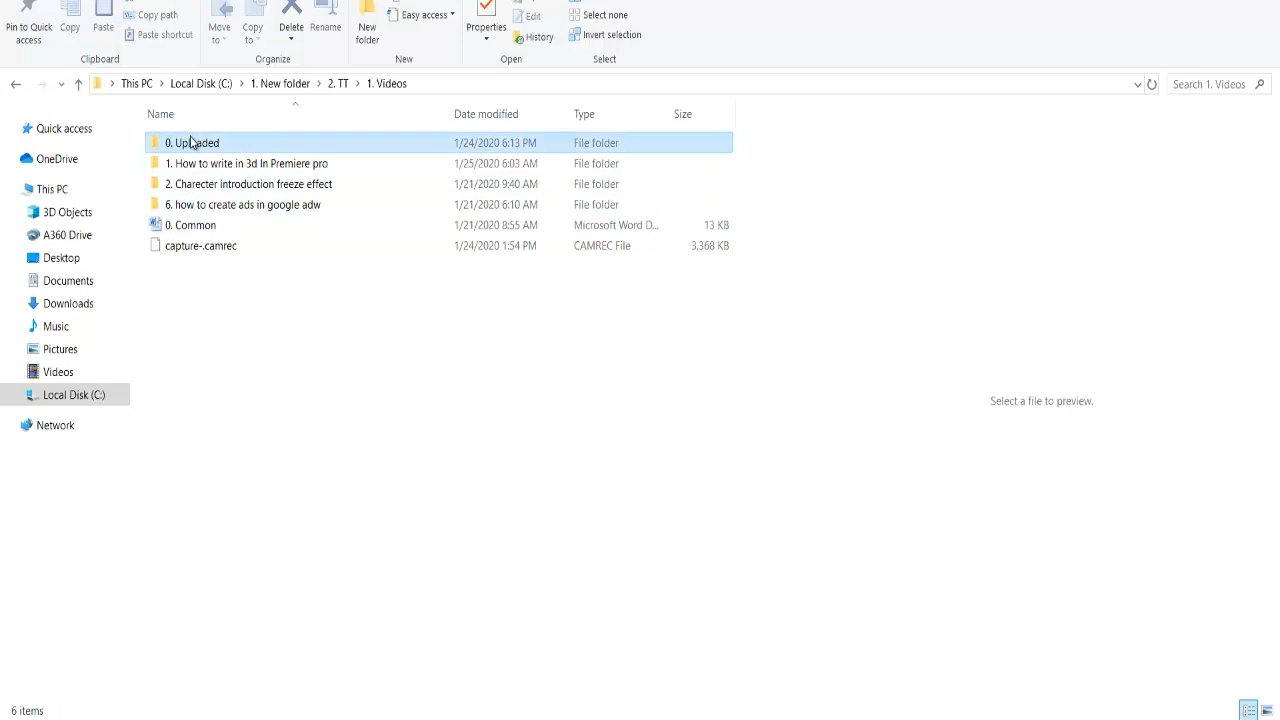 Pin to Quick access
Copy
Paste
Copy path
Paste shortcut
Clipboard
Move to
Copy to
Delete
Rename
Organize
New folder
Easy access
New
Properties
Edit
History
Open
Select none
Invert selection
Select
This PC > Local Disk (C:) > 1. New folder > 2. TT > 1. Videos
Search 1. Videos
Name Date modified Type Size
0. Uploaded 1/24/2020 6:13 PM File folder
1. How to write in 3d In Premiere pro 1/25/2020 6:03 AM File folder
2. Charecter introduction freeze effect 1/21/2020 9:40 AM File folder
6. how to create ads in google adw 1/21/2020 6:10 AM File folder
0. Common 1/21/2020 8:55 AM Microsoft Word D... 13 KB
capture-.camrec 1/24/2020 1:54 PM CAMREC File 3,368 KB
Quick access
OneDrive
This PC
3D Objects
A360 Drive
Desktop
Documents
Downloads
Music
Pictures
Videos
Local Disk (C:)
Network
Select a file to preview.
6 items